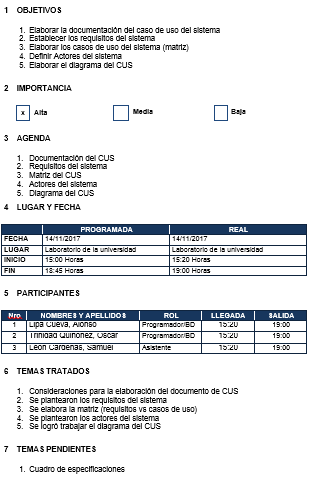 1 OBJETIVOS
1. Elaborar la documentación del caso de uso del sistema
2. Establecer los requisitos del sistema
3. Elaborar los casos de uso del sistema (matriz)
4. Definir Actores del sistema
5. Elaborar el diagrama del CUS
2 IMPORTANCIA
x Alta Media Baja
3 AGENDA
1. Documentación del CUS
2. Requisitos del sistema
3. Matriz del CUS
4. Actores del sistema
5. Diagrama del CUS
4 LUGAR Y FECHA
PROGRAMADA REAL
FECHA 14/11/2017 14/11/2017
LUGAR Laboratorio de la universidad Laboratorio de la universidad
INICIO 15:00 Horas 15:20 Horas
FIN 18:45 Horas 19:00 Horas
5 PARTICIPANTES
Nro NOMBRES Y APELLIDOS ROL LLEGADA SALIDA
1 Lipa Cueva, Alonso Programador/BD 15:20 19:00
2 Trinidad Quiñonez, Oscar Programador/BD 15:20 19:00
3 León Cárdenas, Samuel Asistente 15:20 19:00
6 TEMAS TRATADOS
1. Consideraciones para la elaboración del documento de CUS
2. Se plantearon los requisitos del sistema
3. Se elabora la matriz (requisitos vs casos de uso)
4. Se plantearon los actores del sistema
5. Se logró trabajar el diagrama del CUS
7 TEMAS PENDIENTES
1. Cuadro de especificaciones